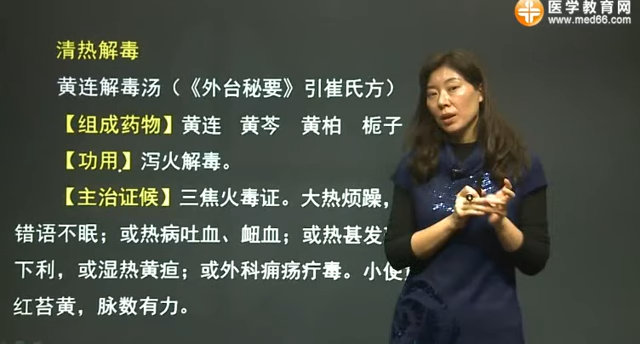 医学教育网
www.med66.com
清热解毒
黄连解毒汤（《外台秘要》引崔氏方）
【组成药物】黄连 黄芩 黄柏 栀子
【功用】泻火解毒。
【主治证候】三焦火毒证。大热烦躁，
错语不眠；或热病吐血、衄血；或热甚发
下利，或湿热黄疸；或外科痈疡疔毒。小便
红苔黄，脉数有力。